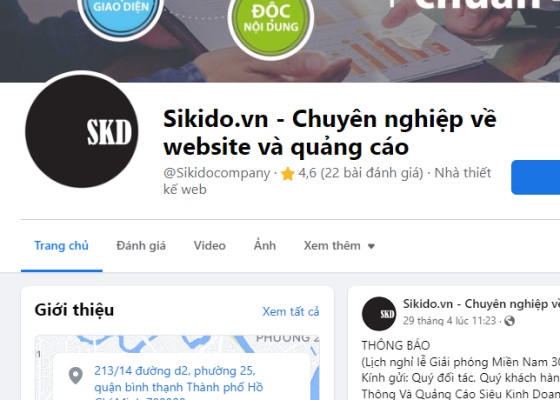 GIAO DIỆN
ĐỘC
NỘI DUNG
SKD
Sikido.vn - Chuyên nghiệp về
website và quảng cáo
@Sikidocompany · 4,6 (22 bài đánh giá) · Nhà thiết
kế web
Trang chủ
Đánh giá
Video
Ảnh
Xem thêm
Giới thiệu
Xem tất cả
PHƯỜNG 2
213/14 đường d2, phường 25,
quận bình thạnh Thành phố Hồ
SKD
Sikido.vn - Chuyên nghiệp về
29 tháng 4 lúc 11:23 ·
THÔNG BÁO
(Lịch nghỉ lễ Giải phóng Miền Nam 30
Kính gửi: Quý đối tác, Quý khách hàn
Thông Và Quảng Cáo Siêu Kinh Doan